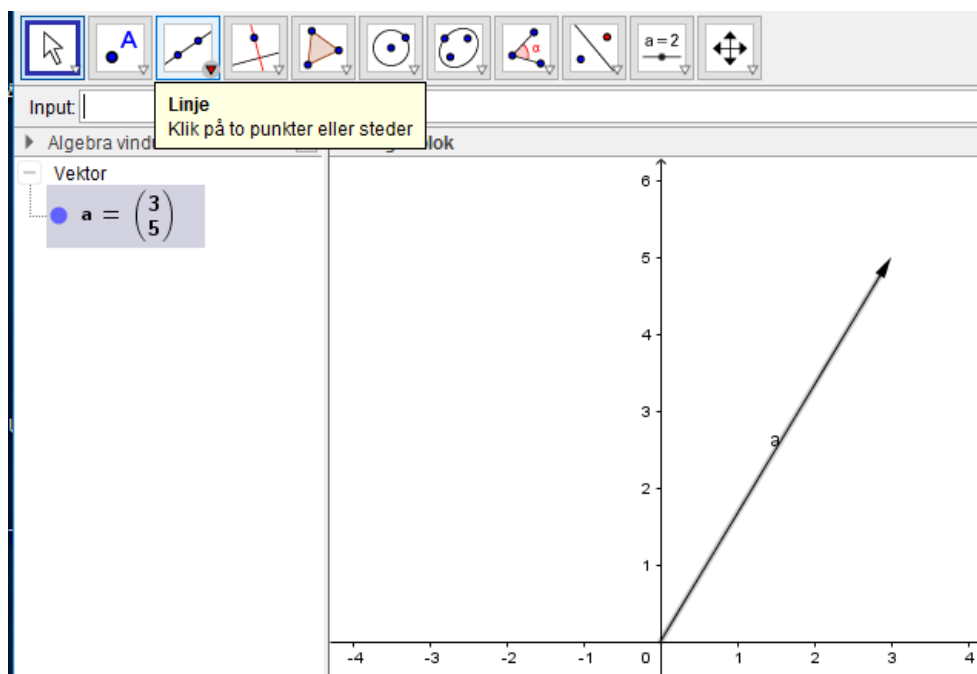 A
α
a=2
Input:
Linje
Klik på to punkter eller steder
Algebra vind
lok
Vektor
a = (3
5)
6
5
4
3
2
1
a
-4 -3 -2 -1 0 1 2 3 4